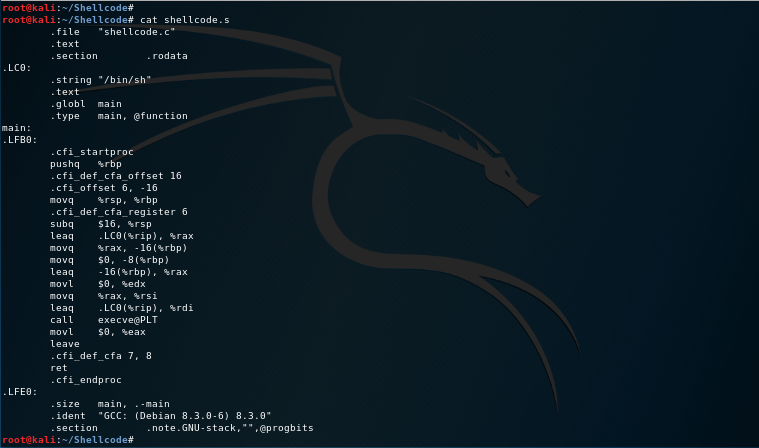 root@kali:~/Shellcode#
root@kali:~/Shellcode# cat shellcode.s
.file "shellcode.c"
.text
.section .rodata
.LC0:
.string "/bin/sh"
.text
.globl main
.type main, @function
main:
.LFB0:
.cfi_startproc
pushq %rbp
.cfi_def_cfa_offset 16
.cfi_offset 6, -16
movq %rsp, %rbp
.cfi_def_cfa_register 6
subq $16, %rsp
leaq .LC0(%rip), %rax
movq %rax, -16(%rbp)
movq $0, -8(%rbp)
leaq -16(%rbp), %rax
movl $0, %edx
movq %rax, %rsi
leaq .LC0(%rip), %rdi
call execve@PLT
movl $0, %eax
leave
.cfi_def_cfa 7, 8
ret
.cfi_endproc
.LFE0:
.size main, .-main
.ident "GCC: (Debian 8.3.0-6) 8.3.0"
.section .note.GNU-stack,"",@progbits
root@kali:~/Shellcode#